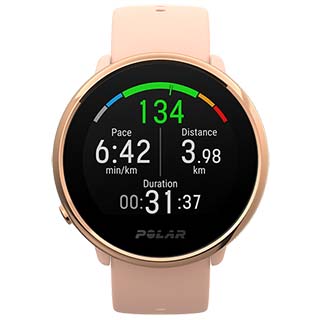 134
Pace
Distance
6:42
3.98
min/km
km
Duration
00:31:37
POLAR